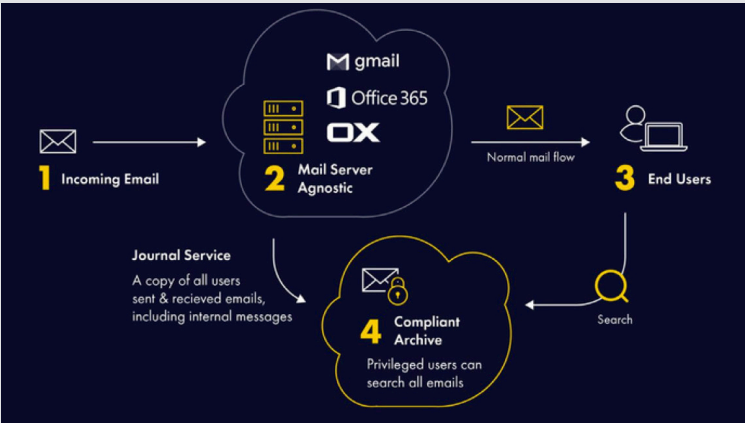 gmail
Office 365
OX
1 Incoming Email
2 Mail Server
Agnostic
Normal mail flow
3 End Users
Journal Service
A copy of all users
sent & recieved emails,
including internal messages
4 Compliant
Archive
Privileged users can
search all emails
Search